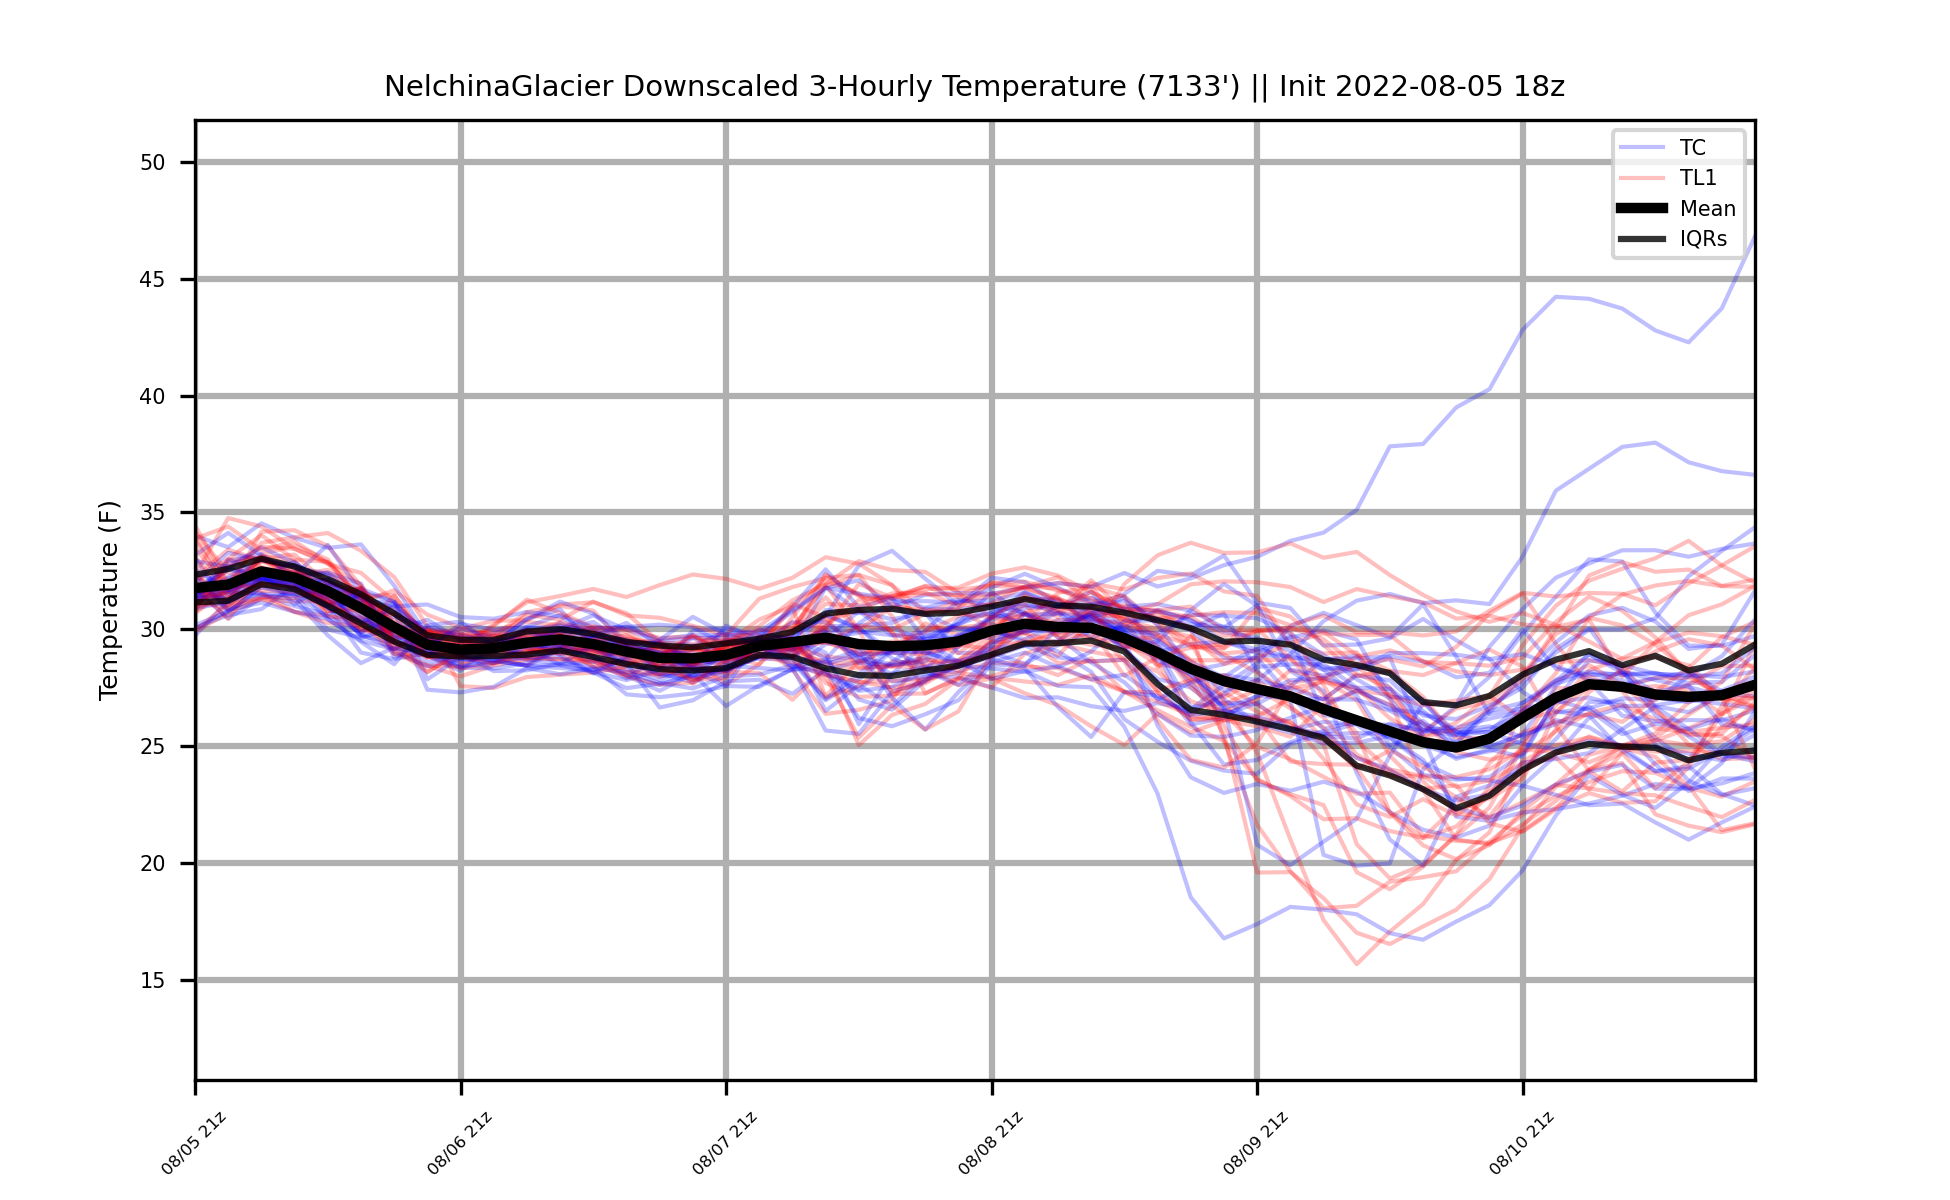 NelchinaGlacier Downscaled 3-Hourly Temperature (7133') || Init 2022-08-05 18z
TC
TL1
Mean
IQRs
Temperature (F)
50
45
40
35
30
25
20
15
08/05 21z
08/06 21z
08/07 21z
08/08 21z
08/09 21z
08/10 21z